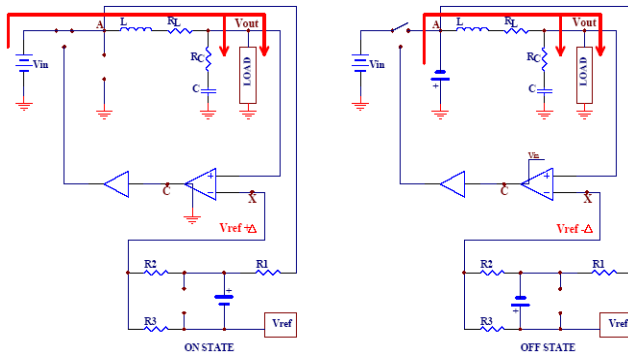 A L RL Vout
Vin
RC
C
LOAD
+
C
X
Vref +Δ
R2 R1
+
R3
Vref
ON STATE
A L RL Vout
Vin
+
RC
C
LOAD
Vin
+
C
X
Vref -Δ
R2 R1
+
R3
Vref
OFF STATE